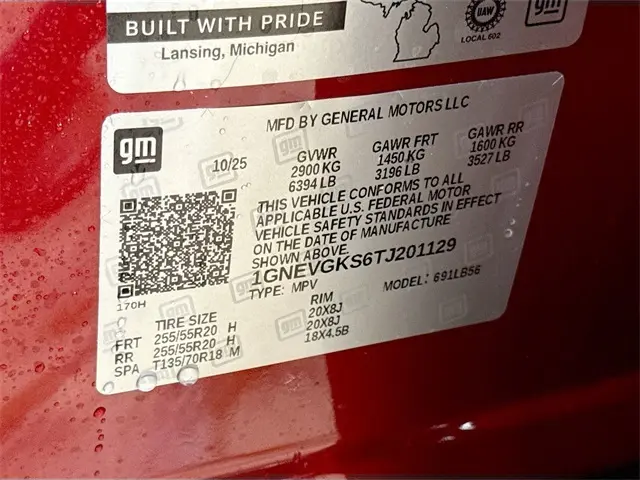 BUILT WITH PRIDE
Lansing, Michigan
UAW
LOCAL 602
gm
gm
MFD BY GENERAL MOTORS LLC
10/25
GVWR GAWR FRT GAWR RR
2900 KG 1450 KG 1600 KG
6394 LB 3196 LB 3527 LB
THIS VEHICLE CONFORMS TO ALL
APPLICABLE U.S. FEDERAL MOTOR
VEHICLE SAFETY STANDARDS IN EFFECT
ON THE DATE OF MANUFACTURE
SHOWN ABOVE.
1GNEVGKS6TJ201129
TYPE: MPV MODEL: 691LB56
170H
TIRE SIZE RIM
FRT 255/55R20 H 20X8J
RR 255/55R20 H 20X8J
SPA T135/70R18 M 18X4.5B